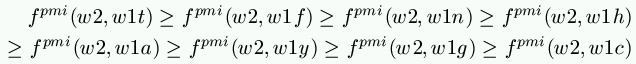 f^{pmi}(w2, w1t) ≥ f^{pmi}(w2, w1f) ≥ f^{pmi}(w2, w1n) ≥ f^{pmi}(w2, w1h)
≥ f^{pmi}(w2, w1a) ≥ f^{pmi}(w2, w1y) ≥ f^{pmi}(w2, w1g) ≥ f^{pmi}(w2, w1c)